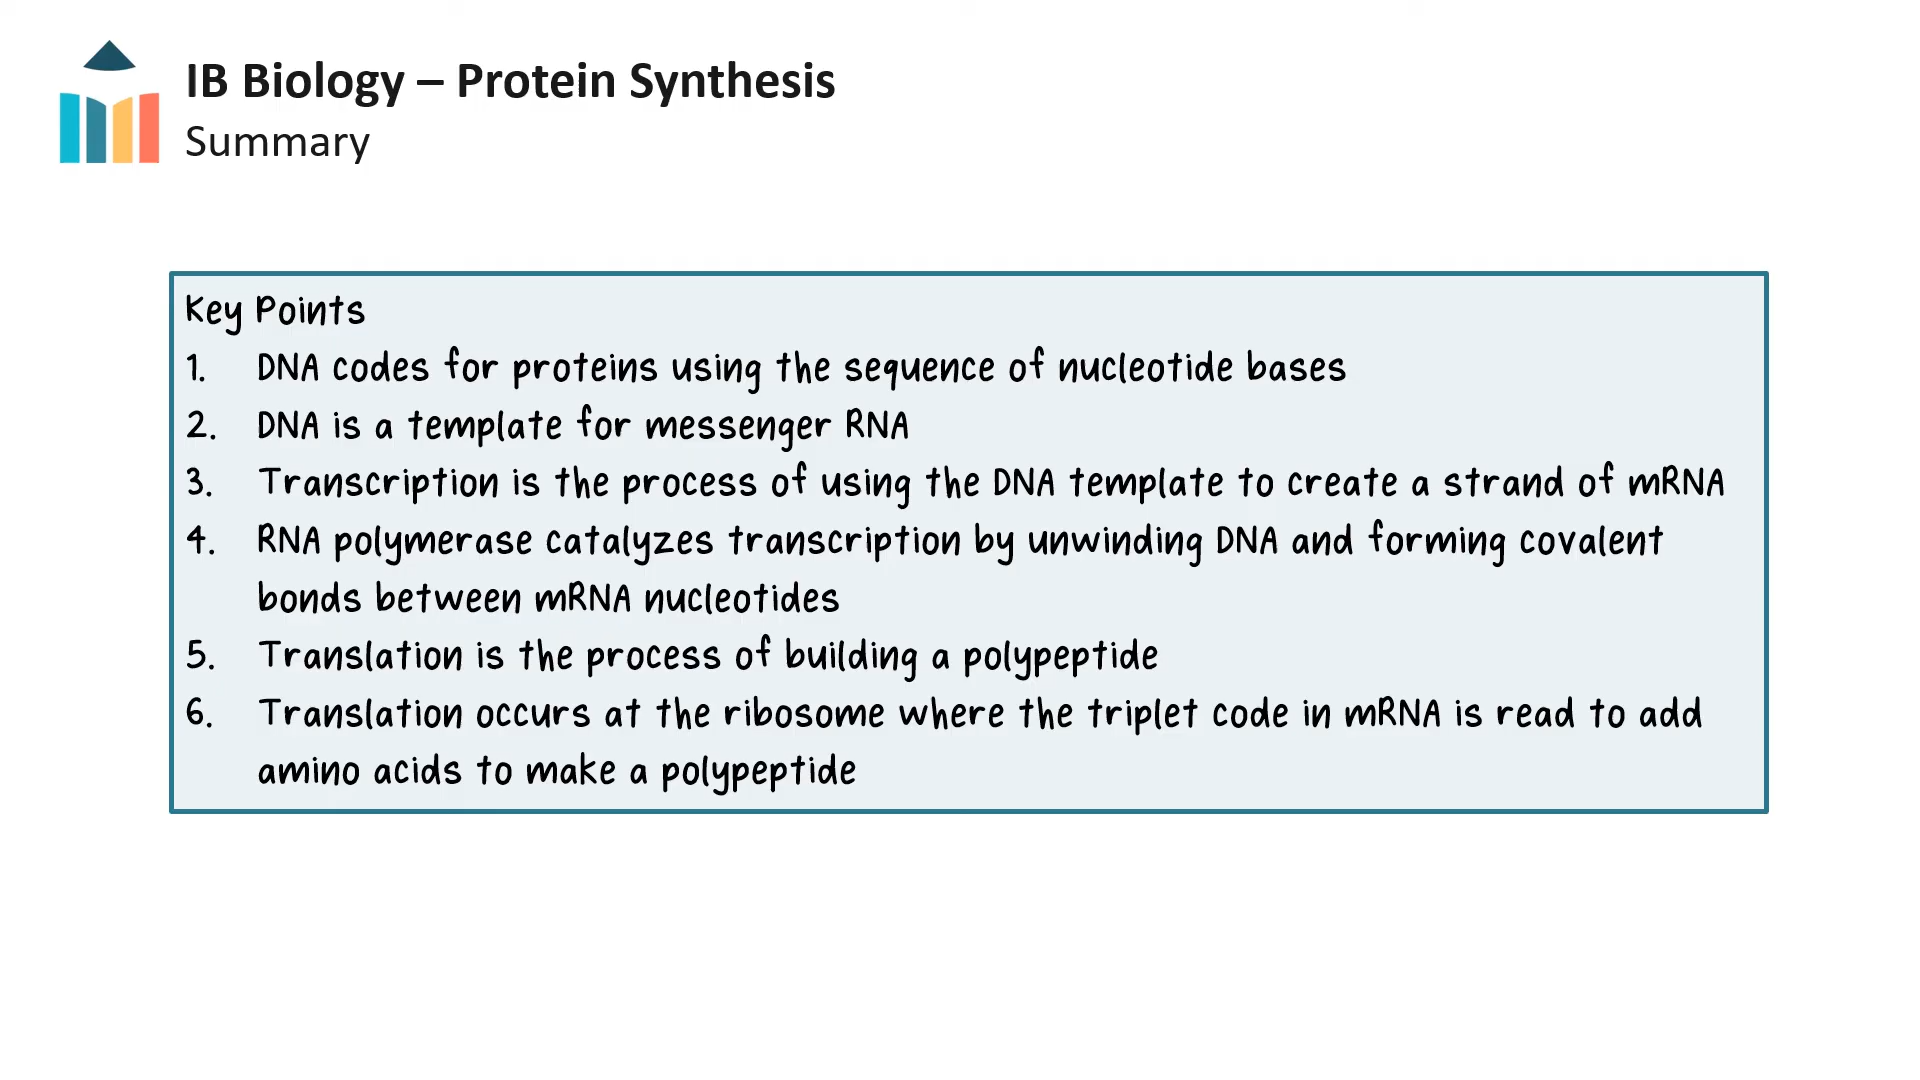 IB Biology – Protein Synthesis
Summary
Key Points
1. DNA codes for proteins using the sequence of nucleotide bases
2. DNA is a template for messenger RNA
3. Transcription is the process of using the DNA template to create a strand of mRNA
4. RNA polymerase catalyzes transcription by unwinding DNA and forming covalent
bonds between mRNA nucleotides
5. Translation is the process of building a polypeptide
6. Translation occurs at the ribosome where the triplet code in mRNA is read to add
amino acids to make a polypeptide